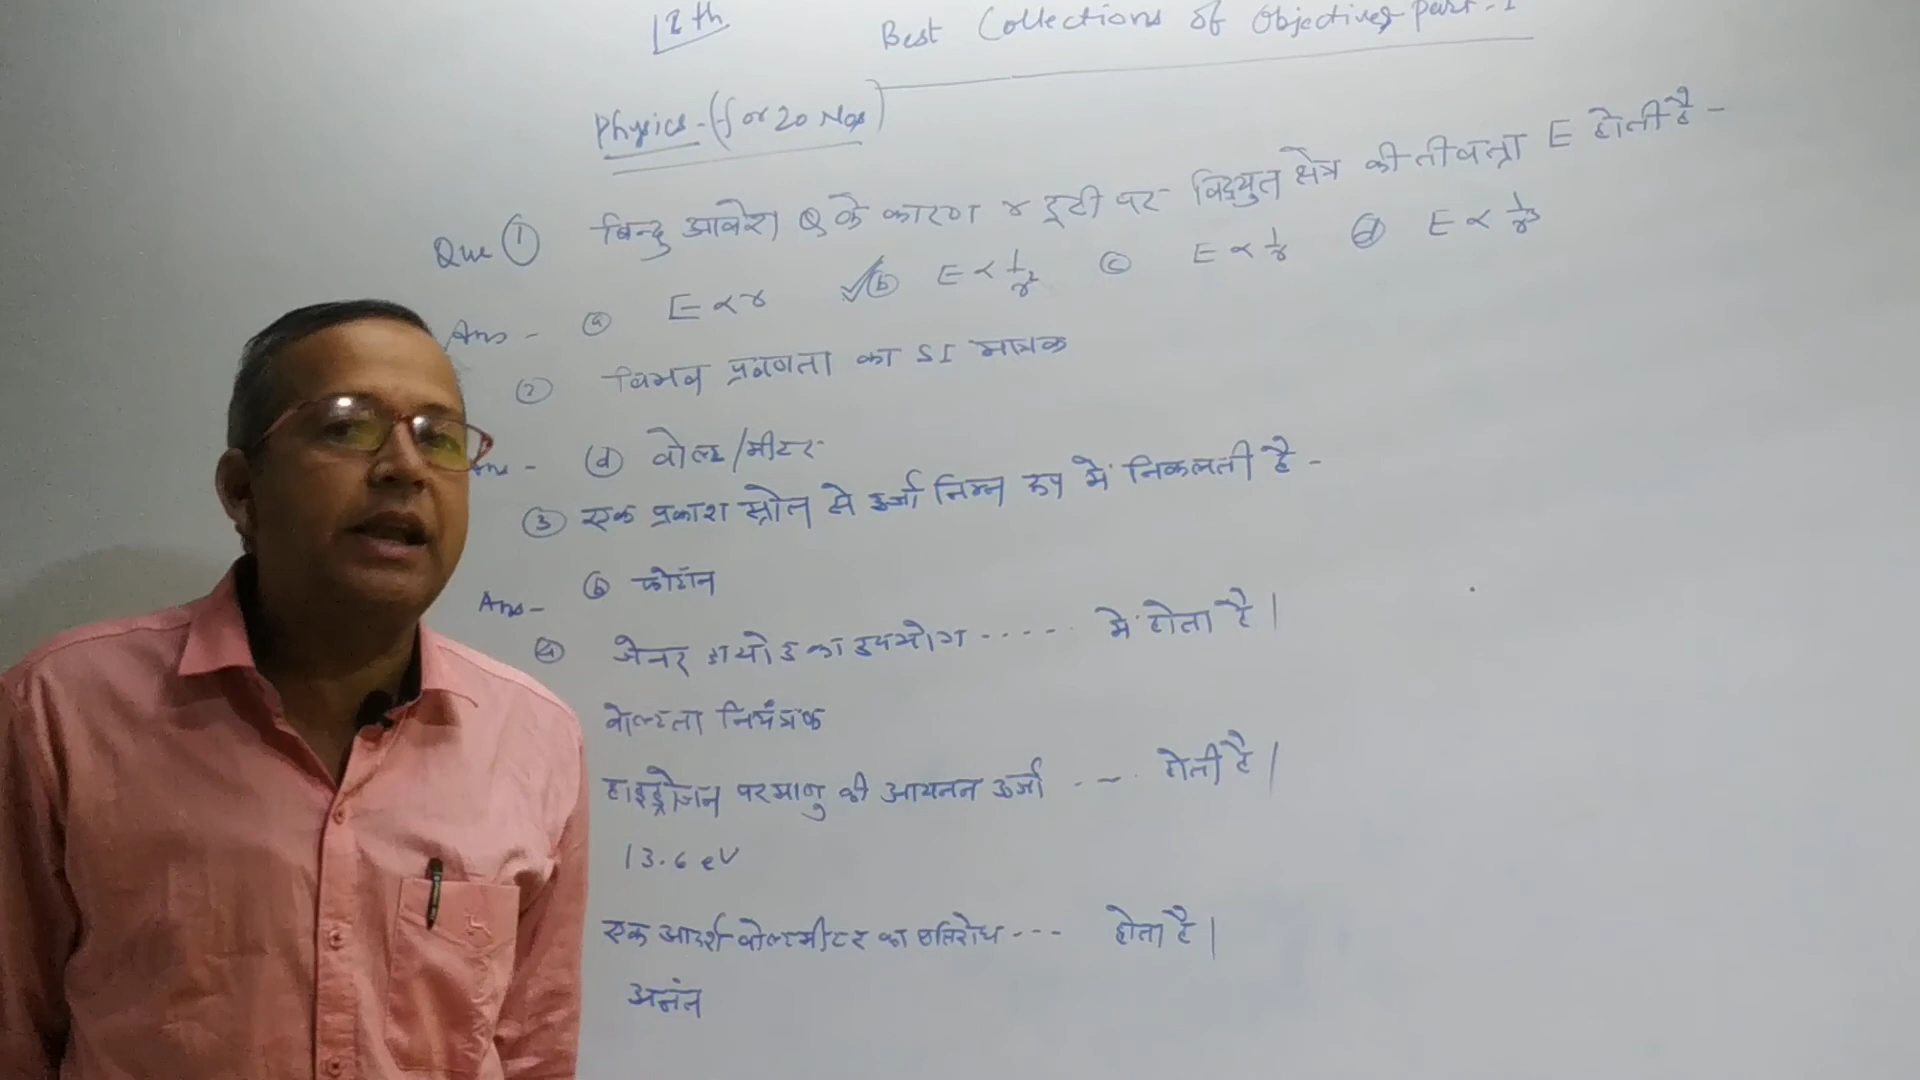 12th
Best Collections of Objectives part-1
Physics-(for 20 Nos)
Que ① बिन्दु आवेश Q के कारण r दूरी पर विद्युत क्षेत्र की तीव्रता E होती है -
Ans - ⓐ E ∝ r ✓ⓑ E ∝ 1/r² ⓒ E ∝ 1/r ⓓ E ∝ 1/r³
② विभव प्रवणता का SI मात्रक
Ans - ⓓ वोल्ट/मीटर
③ एक प्रकाश स्रोत से ऊर्जा निम्न रूप में निकलती है -
Ans - ⓑ फोटॉन
④ जेनर डायोड का उपयोग ..... में होता है |
वोल्टता नियंत्रक
हाइड्रोजन परमाणु की आयनन ऊर्जा ... होती है |
13.6 eV
एक आदर्श वोल्टमीटर का प्रतिरोध --- होता है |
अनंत